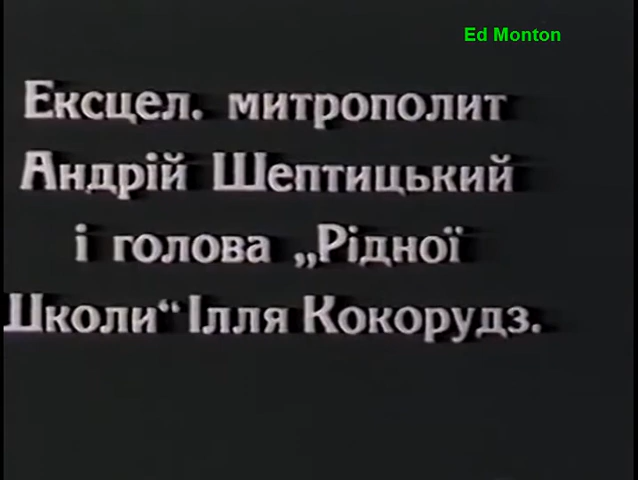 Ed Monton
Ексцел. митрополит
Андрій Шептицький
і голова „Рідної
Школи“ Ілля Кокорудз.